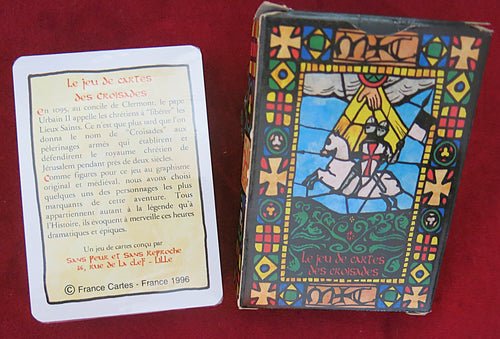 Le jeu de cartes
des croisades
En 1095, au concile de Clermont, le pape
Urbain II appelle les chrétiens à "libérer" les
Lieux Saints. Ce n'est que plus tard que l'on
donna le nom de "Croisades" aux
pèlerinages armés qui établirent et
défendirent le royaume chrétien de
Jérusalem pendant près de deux siècles.
Comme figures pour ce jeu au graphisme
original et médiéval, nous avons choisi
quelques uns des personnages les plus
marquants de cette aventure. Tous
appartiennent autant à la légende qu'à
l'Histoire, ils évoquent à merveille ces heures
dramatiques et épiques.
Un jeu de cartes conçu par
Sans Peur et Sans Reproche
16, rue de la Clef - Lille
© France Cartes - France 1996
Le jeu de cartes
des croisades